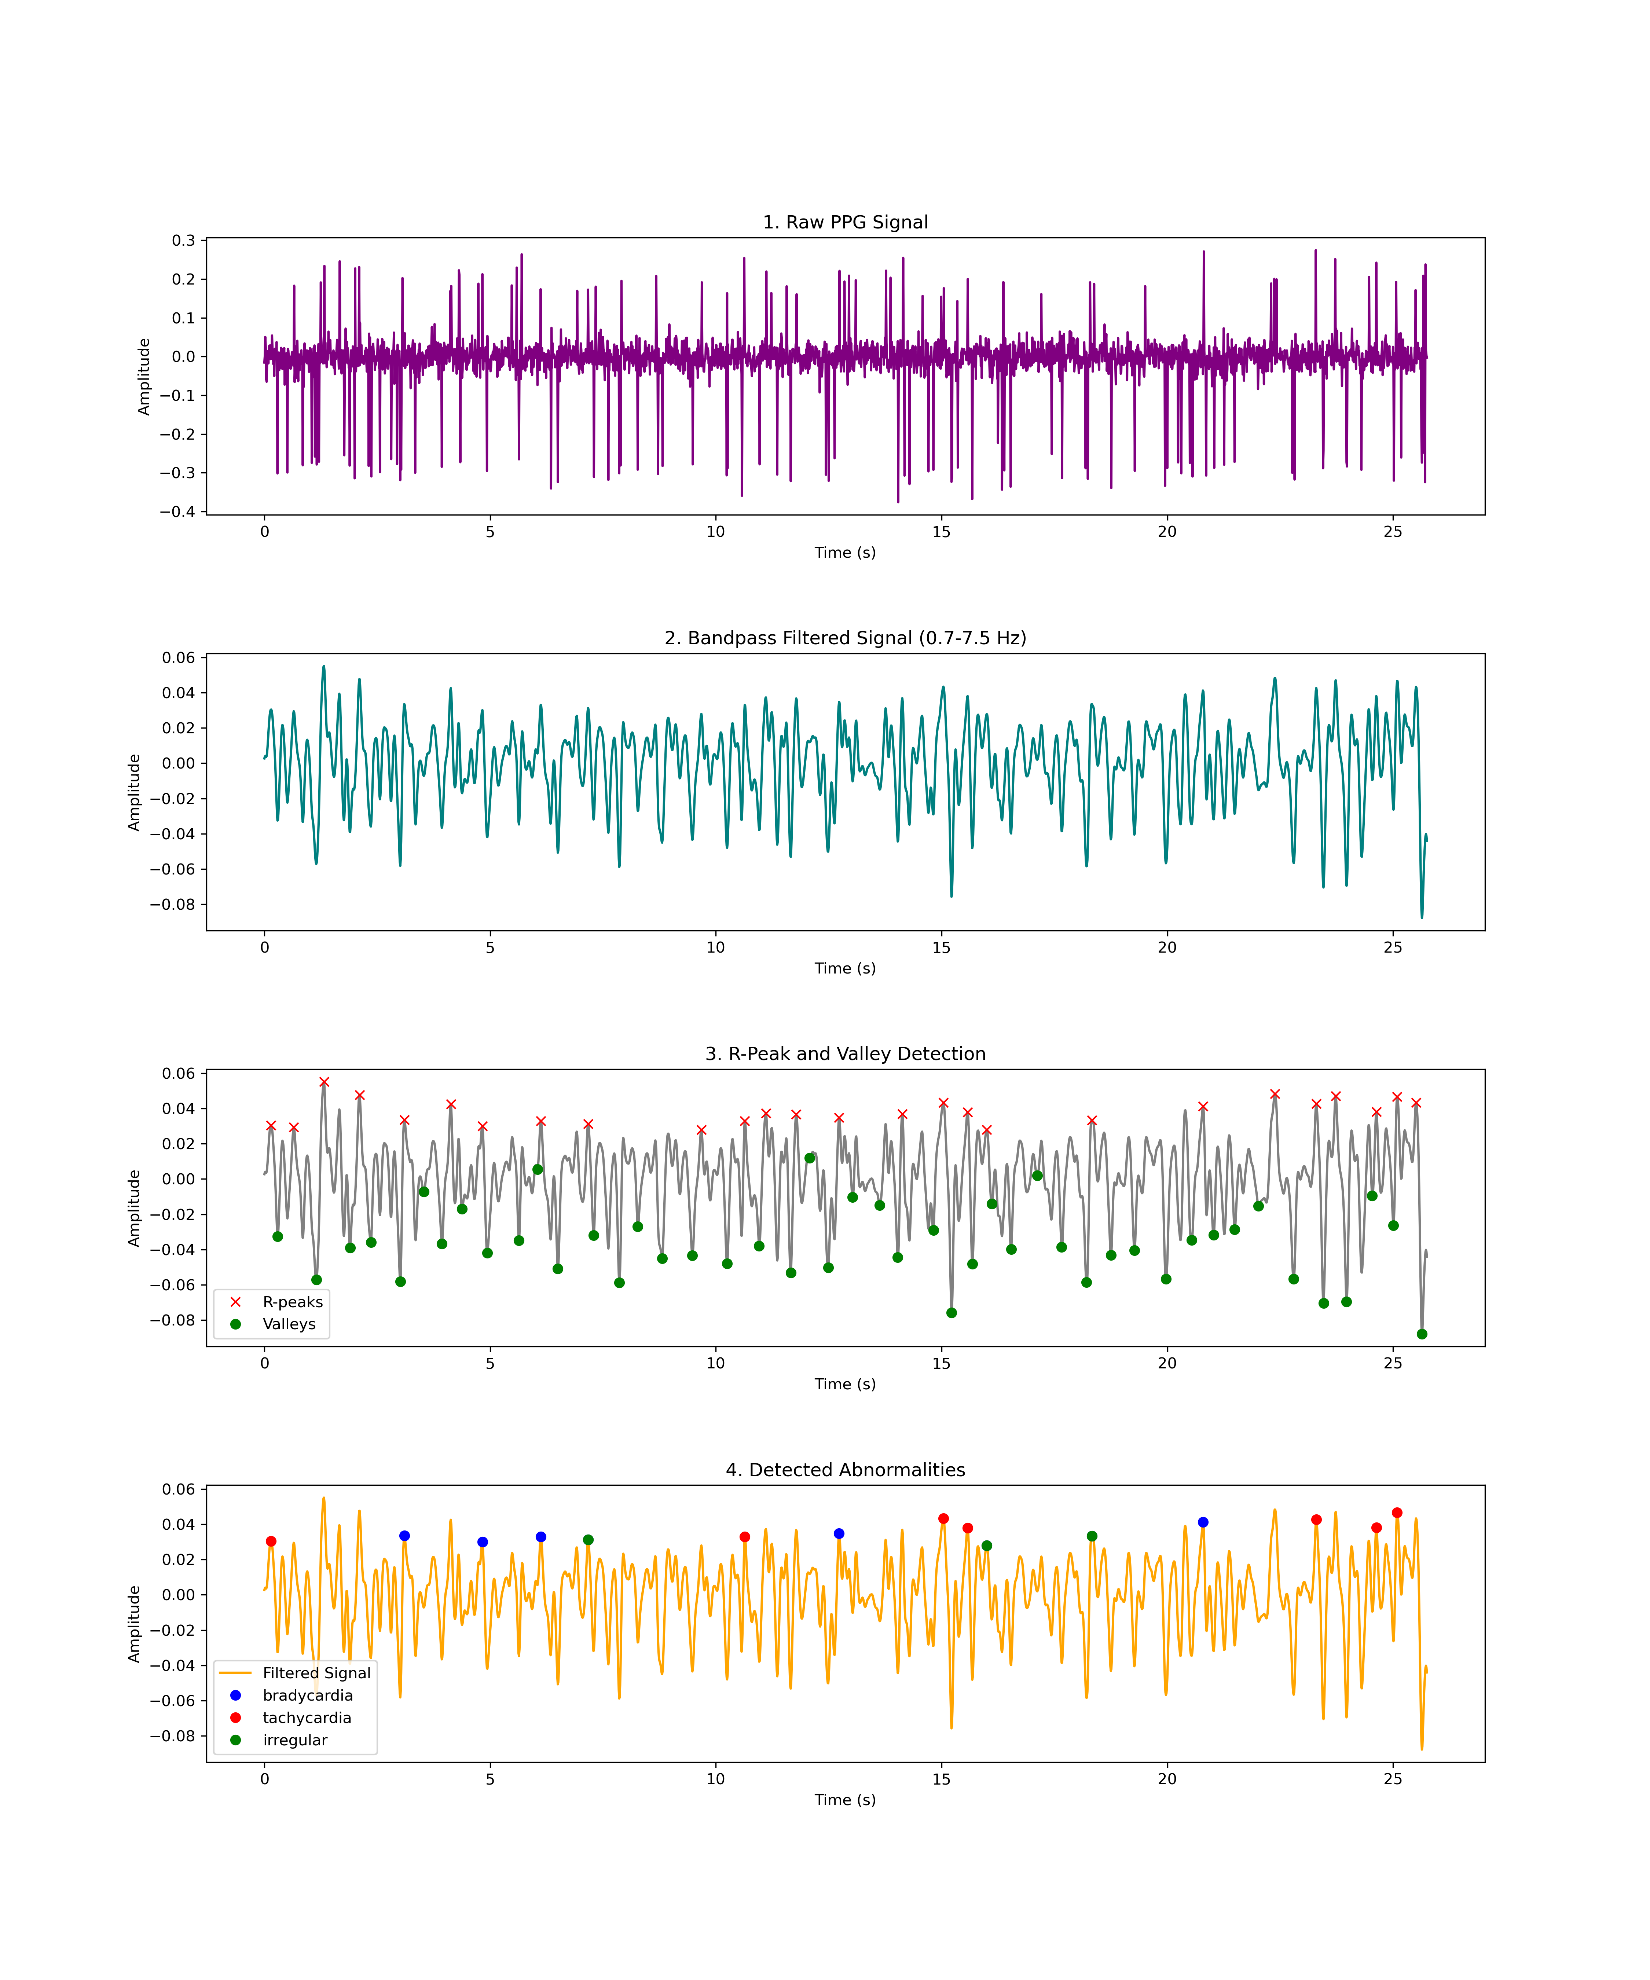 1. Raw PPG Signal
0.3
0.2
0.1
0.0
−0.1
−0.2
−0.3
−0.4
Amplitude
0 5 10 15 20 25
Time (s)
2. Bandpass Filtered Signal (0.7-7.5 Hz)
0.06
0.04
0.02
0.00
−0.02
−0.04
−0.06
−0.08
Amplitude
0 5 10 15 20 25
Time (s)
3. R-Peak and Valley Detection
0.06
0.04
0.02
0.00
−0.02
−0.04
−0.06
−0.08
Amplitude
R-peaks
Valleys
0 5 10 15 20 25
Time (s)
4. Detected Abnormalities
0.06
0.04
0.02
0.00
−0.02
−0.04
−0.06
−0.08
Amplitude
Filtered Signal
bradycardia
tachycardia
irregular
0 5 10 15 20 25
Time (s)